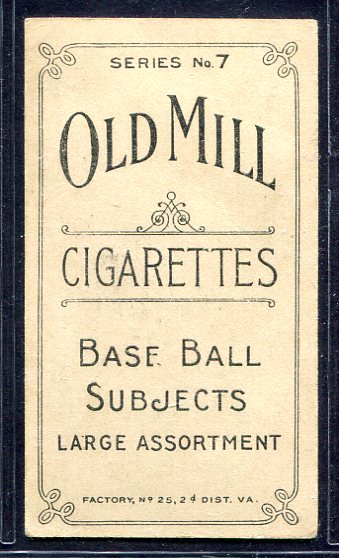 SERIES No. 7
OLD MILL
CIGARETTES
BASE BALL
SUBJECTS
LARGE ASSORTMENT
FACTORY, Nº 25, 2d DIST. VA.